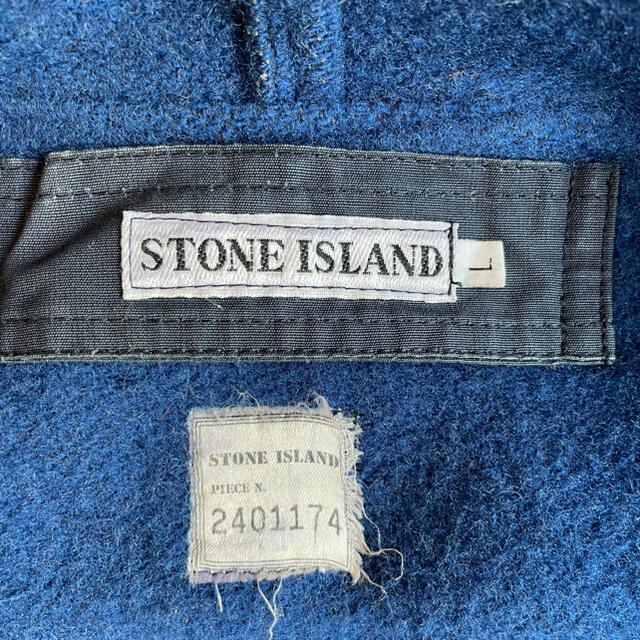 STONE ISLAND
L
STONE ISLAND
PIECE N.
2401174